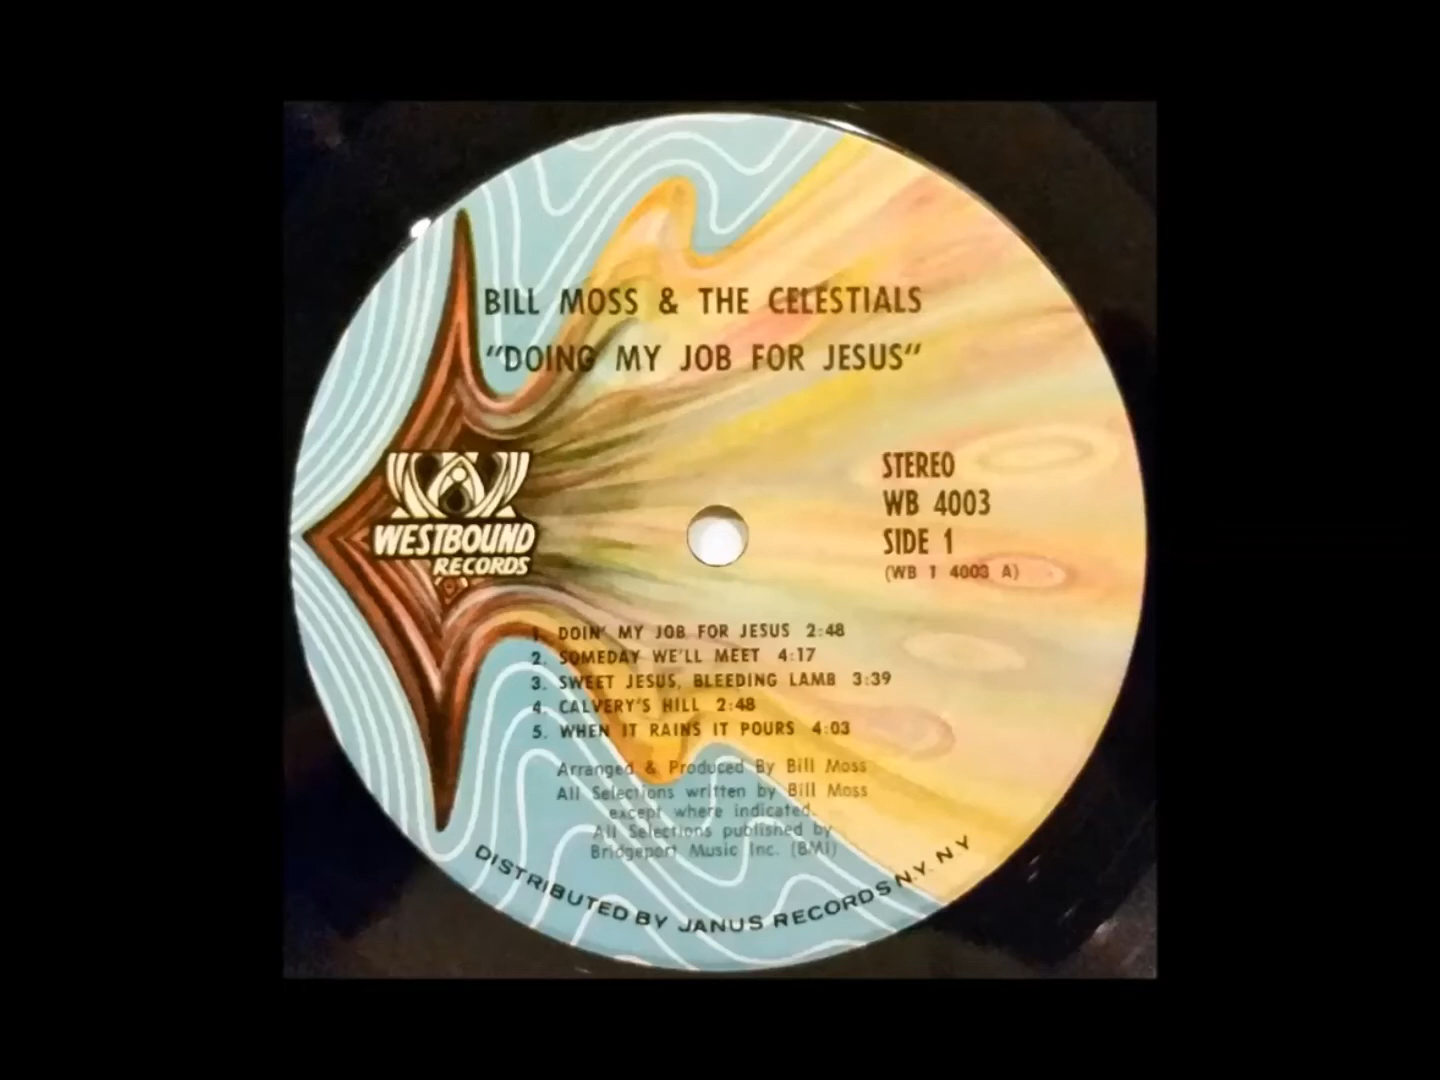 BILL MOSS & THE CELESTIALS
"DOING MY JOB FOR JESUS"
WESTBOUND
RECORDS
STEREO
WB 4003
SIDE 1
(WB 1 4003 A)
1. DOIN' MY JOB FOR JESUS 2:48
2. SOMEDAY WE'LL MEET 4:17
3. SWEET JESUS, BLEEDING LAMB 3:39
4. CALVERY'S HILL 2:48
5. WHEN IT RAINS IT POURS 4:03
Arranged & Produced By Bill Moss
All Selections written by Bill Moss
except where indicated.
All Selections published by
Bridgeport Music Inc. (BMI)
DISTRIBUTED BY JANUS RECORDS N.Y. N.Y